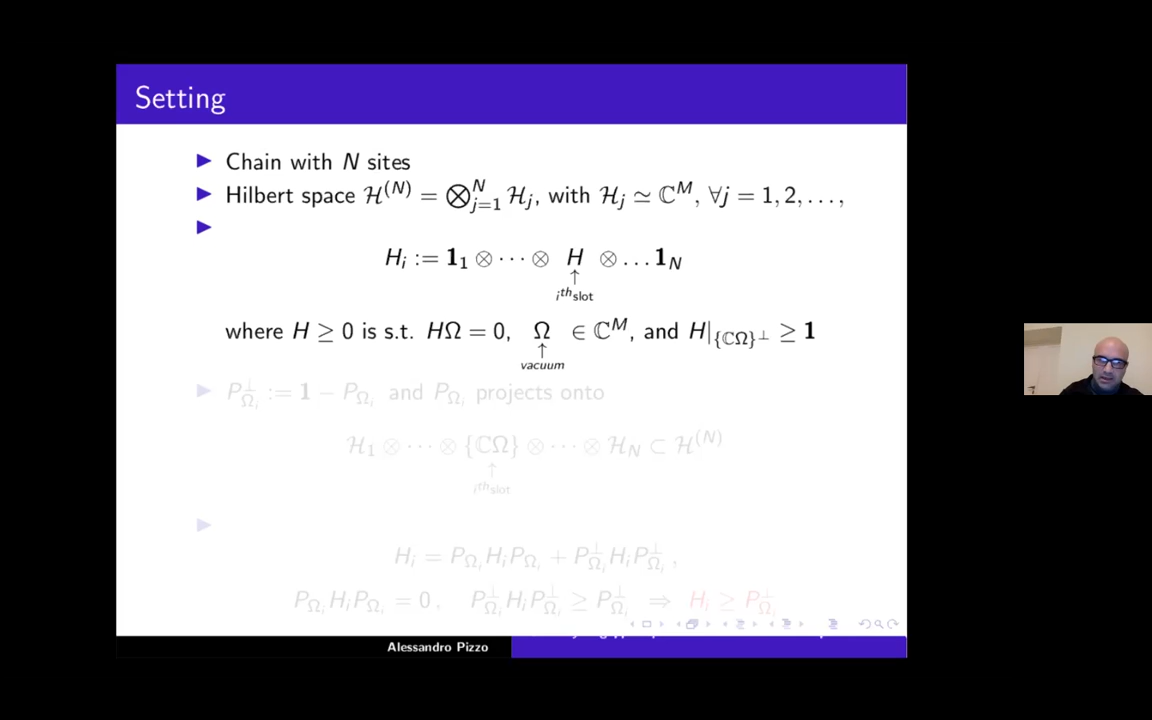 Setting
▶ Chain with N sites
▶ Hilbert space ℋ^(N) = ⊗_{j=1}^N ℋ_j, with ℋ_j ≃ ℂ^M, ∀j = 1, 2, . . . ,
▶
H_i := 𝟏_1 ⊗ ⋯ ⊗ H ⊗ . . . 𝟏_N
↑
i^th slot
where H ≥ 0 is s.t. HΩ = 0, Ω ∈ ℂ^M, and H|_{{ℂΩ}^⊥} ≥ 𝟏
↑
vacuum
▶ P^⊥_{Ω_i} := 𝟏 − P_{Ω_i} and P_{Ω_i} projects onto
ℋ_1 ⊗ ⋯ ⊗ {ℂΩ} ⊗ ⋯ ⊗ ℋ_N ⊂ ℋ^(N)
↑
i^th slot
▶
H_i = P_{Ω_i} H_i P_{Ω_i} + P^⊥_{Ω_i} H_i P^⊥_{Ω_i} ,
P_{Ω_i} H_i P_{Ω_i} = 0 , P^⊥_{Ω_i} H_i P^⊥_{Ω_i} ≥ P^⊥_{Ω_i} ⇒ H_i ≥ P^⊥_{Ω_i}
Alessandro Pizzo